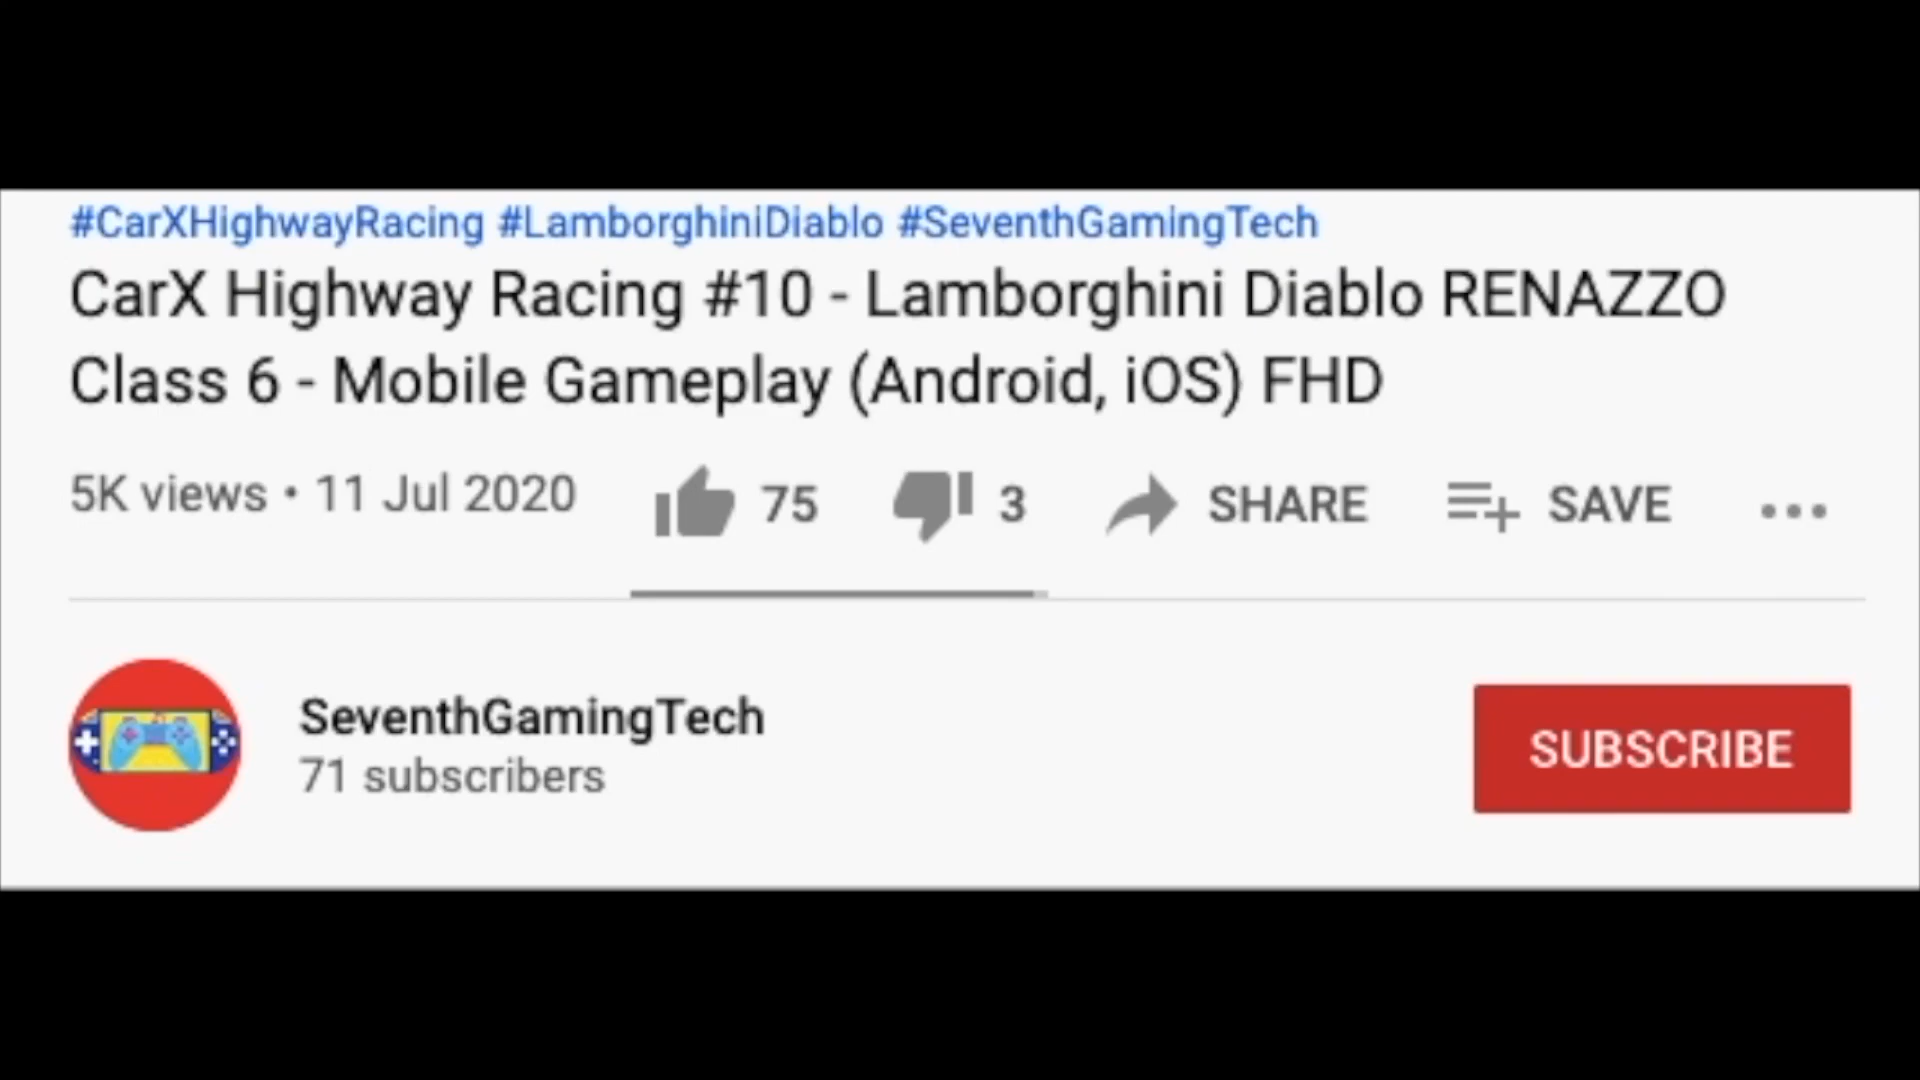 #CarXHighwayRacing #LamborghiniDiablo #SeventhGamingTech
CarX Highway Racing #10 - Lamborghini Diablo RENAZZO
Class 6 - Mobile Gameplay (Android, iOS) FHD
5K views • 11 Jul 2020 75 3 SHARE SAVE ...
SeventhGamingTech
71 subscribers
SUBSCRIBE